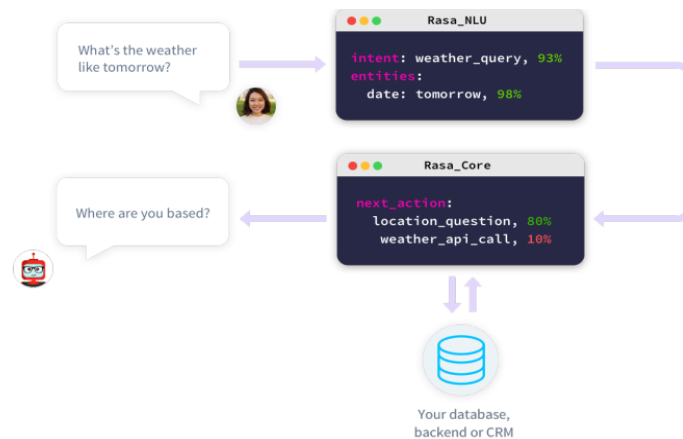 What's the weather
like tomorrow?
Rasa_NLU
intent: weather_query, 93%
entities:
date: tomorrow, 98%
Where are you based?
Rasa_Core
next_action:
location_question, 80%
weather_api_call, 10%
Your database,
backend or CRM